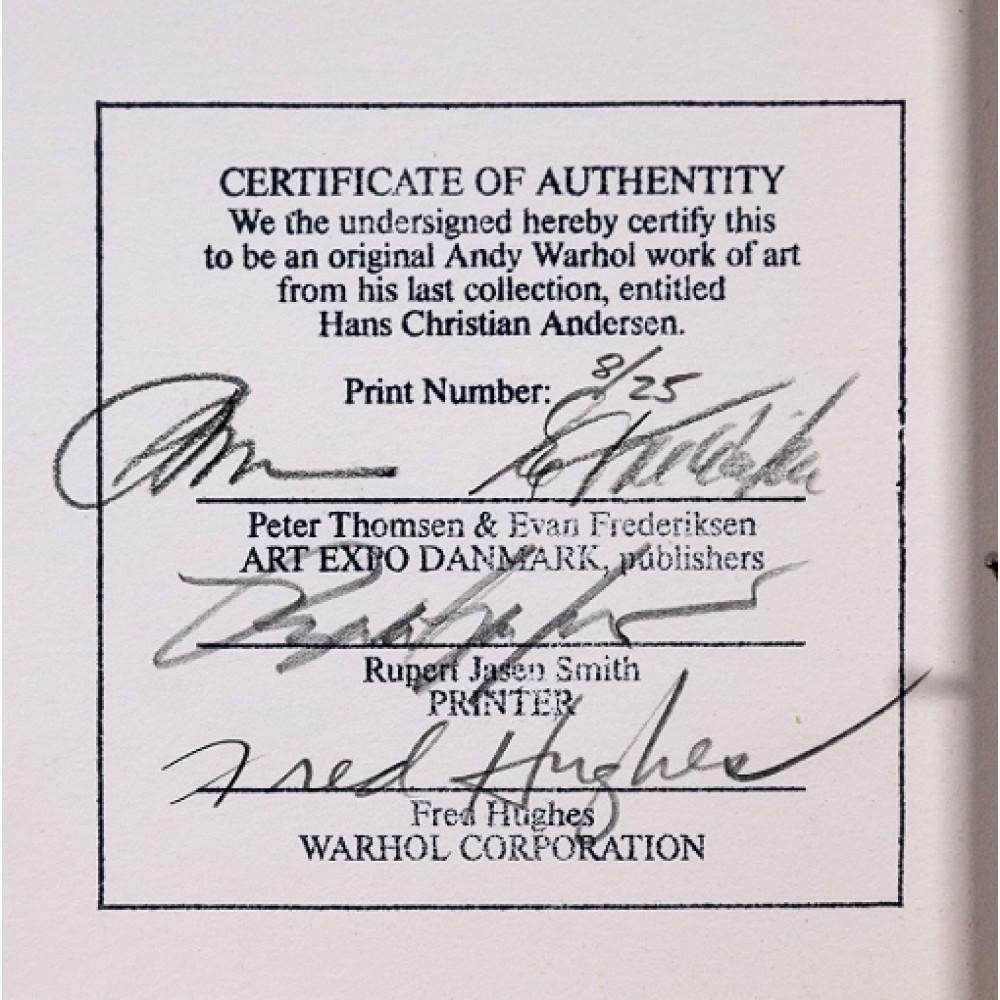 CERTIFICATE OF AUTHENTITY
We the undersigned hereby certify this
to be an original Andy Warhol work of art
from his last collection, entitled
Hans Christian Andersen.
Print Number: 8/25
Peter Thomsen & Evan Frederiksen
ART EXPO DANMARK, publishers
Rupert Jasen Smith
PRINTER
Fred Hughes
Fred Hughes
WARHOL CORPORATION